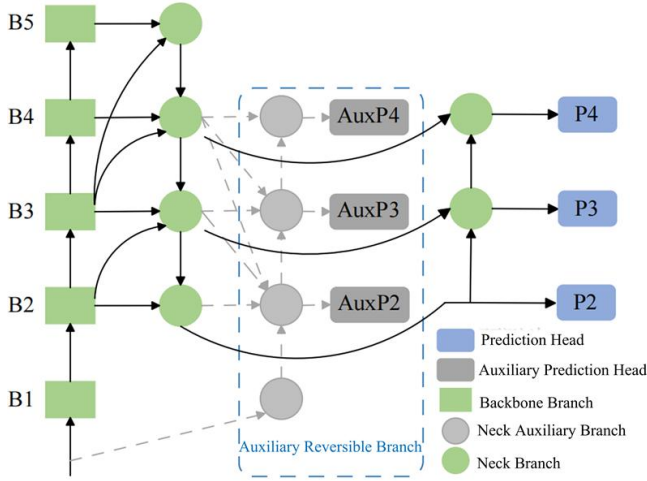 B5
B4
AuxP4
P4
B3
AuxP3
P3
B2
AuxP2
P2
Prediction Head
B1
Auxiliary Prediction Head
Backbone Branch
Neck Auxiliary Branch
Auxiliary Reversible Branch
Neck Branch